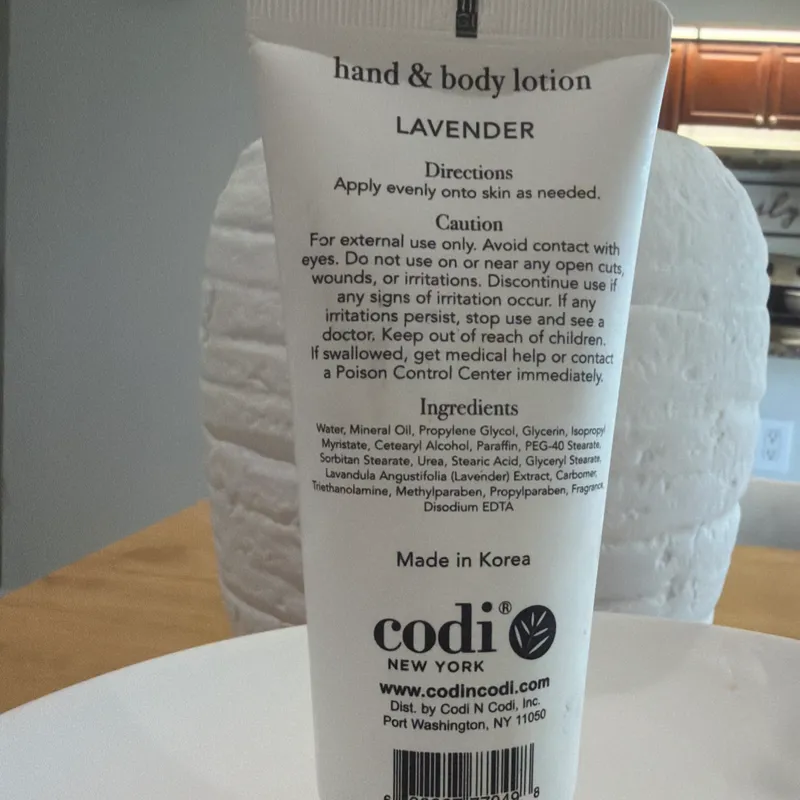 hand & body lotion
LAVENDER
Directions
Apply evenly onto skin as needed.
Caution
For external use only. Avoid contact with
eyes. Do not use on or near any open cuts,
wounds, or irritations. Discontinue use if
any signs of irritation occur. If any
irritations persist, stop use and see a
doctor. Keep out of reach of children.
If swallowed, get medical help or contact
a Poison Control Center immediately.
Ingredients
Water, Mineral Oil, Propylene Glycol, Glycerin, Isopropyl
Myristate, Cetearyl Alcohol, Paraffin, PEG-40 Stearate,
Sorbitan Stearate, Urea, Stearic Acid, Glyceryl Stearate,
Lavandula Angustifolia (Lavender) Extract, Carbomer,
Triethanolamine, Methylparaben, Propylparaben, Fragrance,
Disodium EDTA
Made in Korea
codi®
NEW YORK
www.codincodi.com
Dist. by Codi N Codi, Inc.
Port Washington, NY 11050